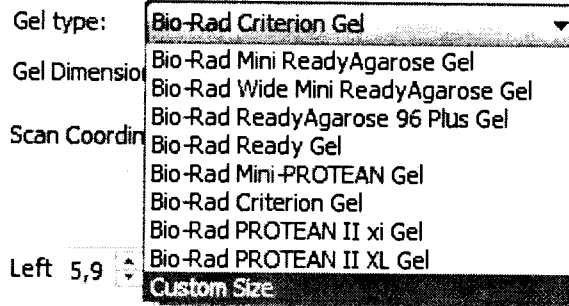 Gel type: Bio-Rad Criterion Gel
Bio-Rad Mini ReadyAgarose Gel
Gel Dimensio
Bio-Rad Wide Mini ReadyAgarose Gel
Bio-Rad ReadyAgarose 96 Plus Gel
Scan Coordin
Bio-Rad Ready Gel
Bio-Rad Mini-PROTEAN Gel
Bio-Rad Criterion Gel
Bio-Rad PROTEAN II xi Gel
Bio-Rad PROTEAN II XL Gel
Left 5,9
Custom Size